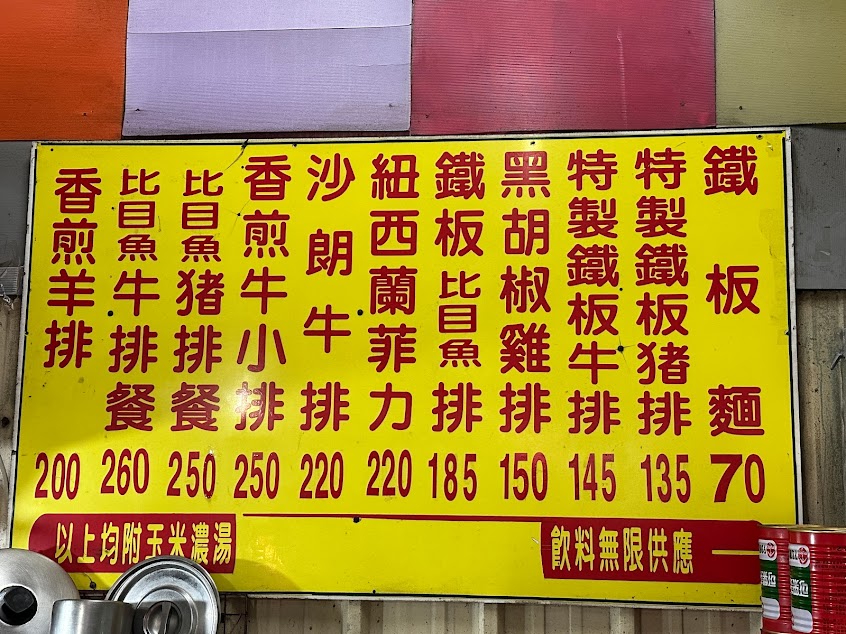 鐵板麵
70
特製鐵板猪排
135
特製鐵板牛排
145
黑胡椒雞排
150
鐵板比目魚排
185
紐西蘭菲力
220
沙朗牛排
220
香煎牛小排
250
比目魚猪排餐
250
比目魚牛排餐
260
香煎羊排
200
以上均附玉米濃湯
飲料無限供應